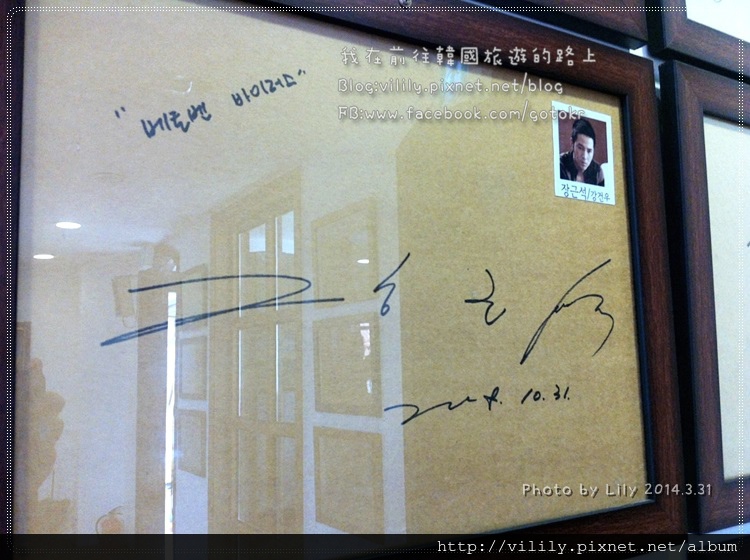 我在前往韓國旅遊的路上
Blog:vilily.pixnet.net/blog
FB:www.facebook.com/gotokr
"베토벤 바이러스"
장근석/강건우
10.31.
Photo by Lily 2014.3.31
http://vilily.pixnet.net/album